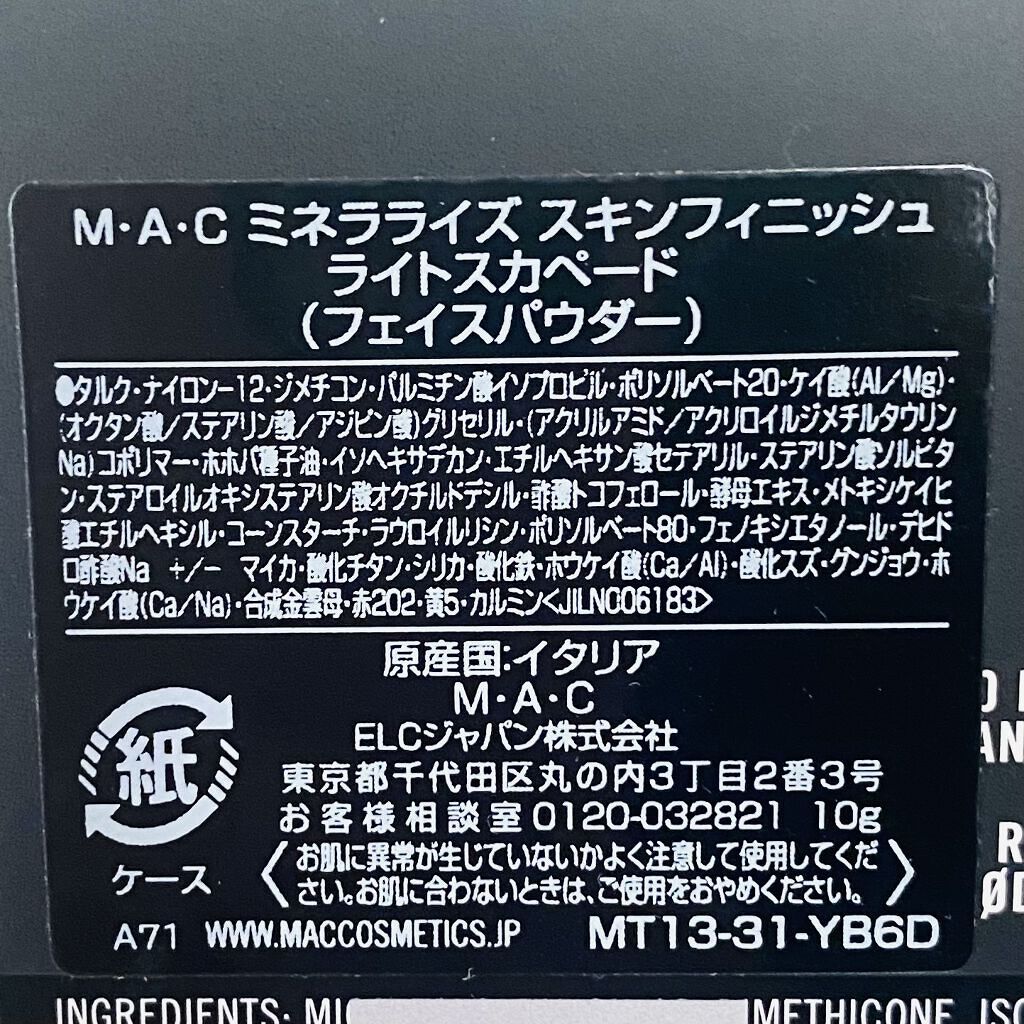 M・A・C ミネラライズ スキンフィニッシュ
ライトスカペード
(フェイスパウダー)
●タルク・ナイロン-12・ジメチコン・パルミチン酸イソプロピル・ポリソルベート20・ケイ酸(Al/Mg)・
(オクタン酸/ステアリン酸/アジピン酸)グリセリル・(アクリルアミド/アクリロイルジメチルタウリン
Na)コポリマー・ホホバ種子油・イソヘキサデカン・エチルヘキサン酸セテアリル・ステアリン酸ソルビタ
ン・ステアロイルオキシステアリン酸オクチルドデシル・酢酸トコフェロール・酵母エキス・メトキシケイヒ
酸エチルヘキシル・コーンスターチ・ラウロイルリシン・ポリソルベート80・フェノキシエタノール・デヒド
ロ酢酸Na +/- マイカ・酸化チタン・シリカ・酸化鉄・ホウケイ酸(Ca/Al)・酸化スズ・グンジョウ・ホ
ウケイ酸(Ca/Na)・合成金雲母・赤202・黄5・カルミン<JILNC06183>
原産国:イタリア
M・A・C
ELCジャパン株式会社
東京都千代田区丸の内3丁目2番3号
お客様相談室 0120-032821 10g
紙
ケース
〈お肌に異常が生じていないかよく注意して使用してくだ
さい。お肌に合わないときは、ご使用をおやめください。〉
A71 WWW.MACCOSMETICS.JP MT13-31-YB6D
INGREDIENTS: METHICONE